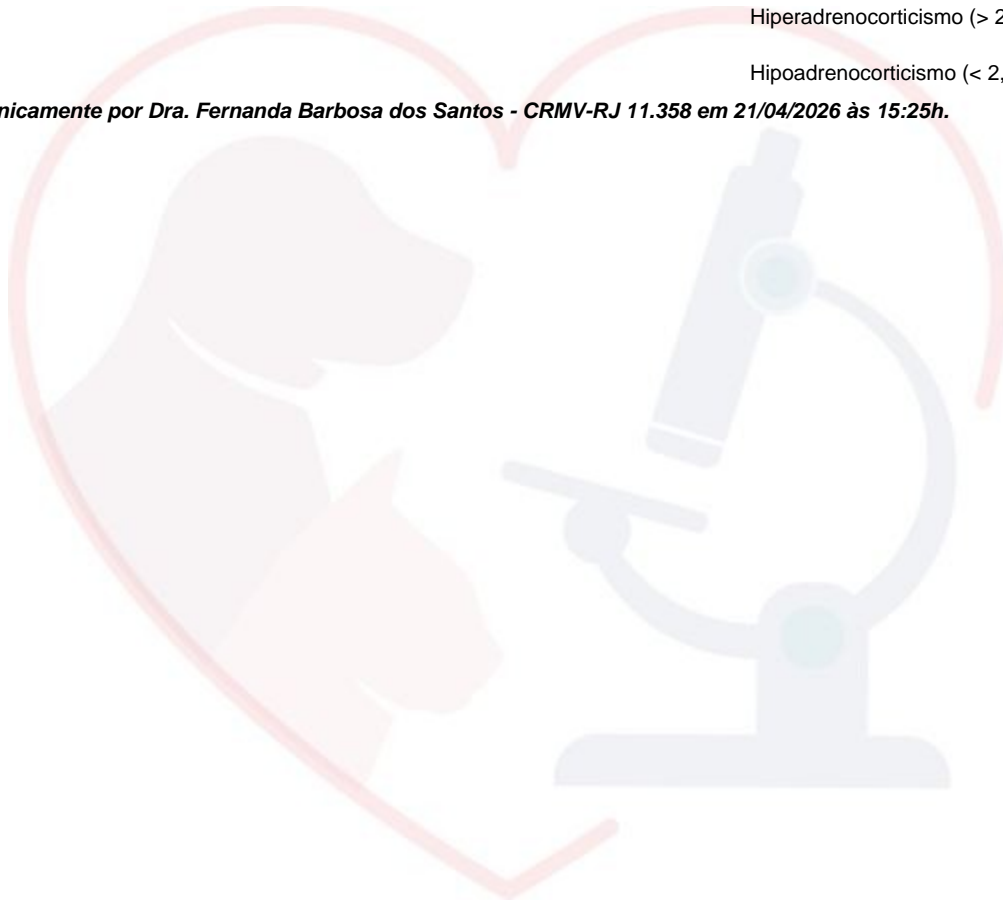 Hiperadrenocorticismo (> 2
Hipoadrenocorticismo (< 2,
nicamente por Dra. Fernanda Barbosa dos Santos - CRMV-RJ 11.358 em 21/04/2026 às 15:25h.